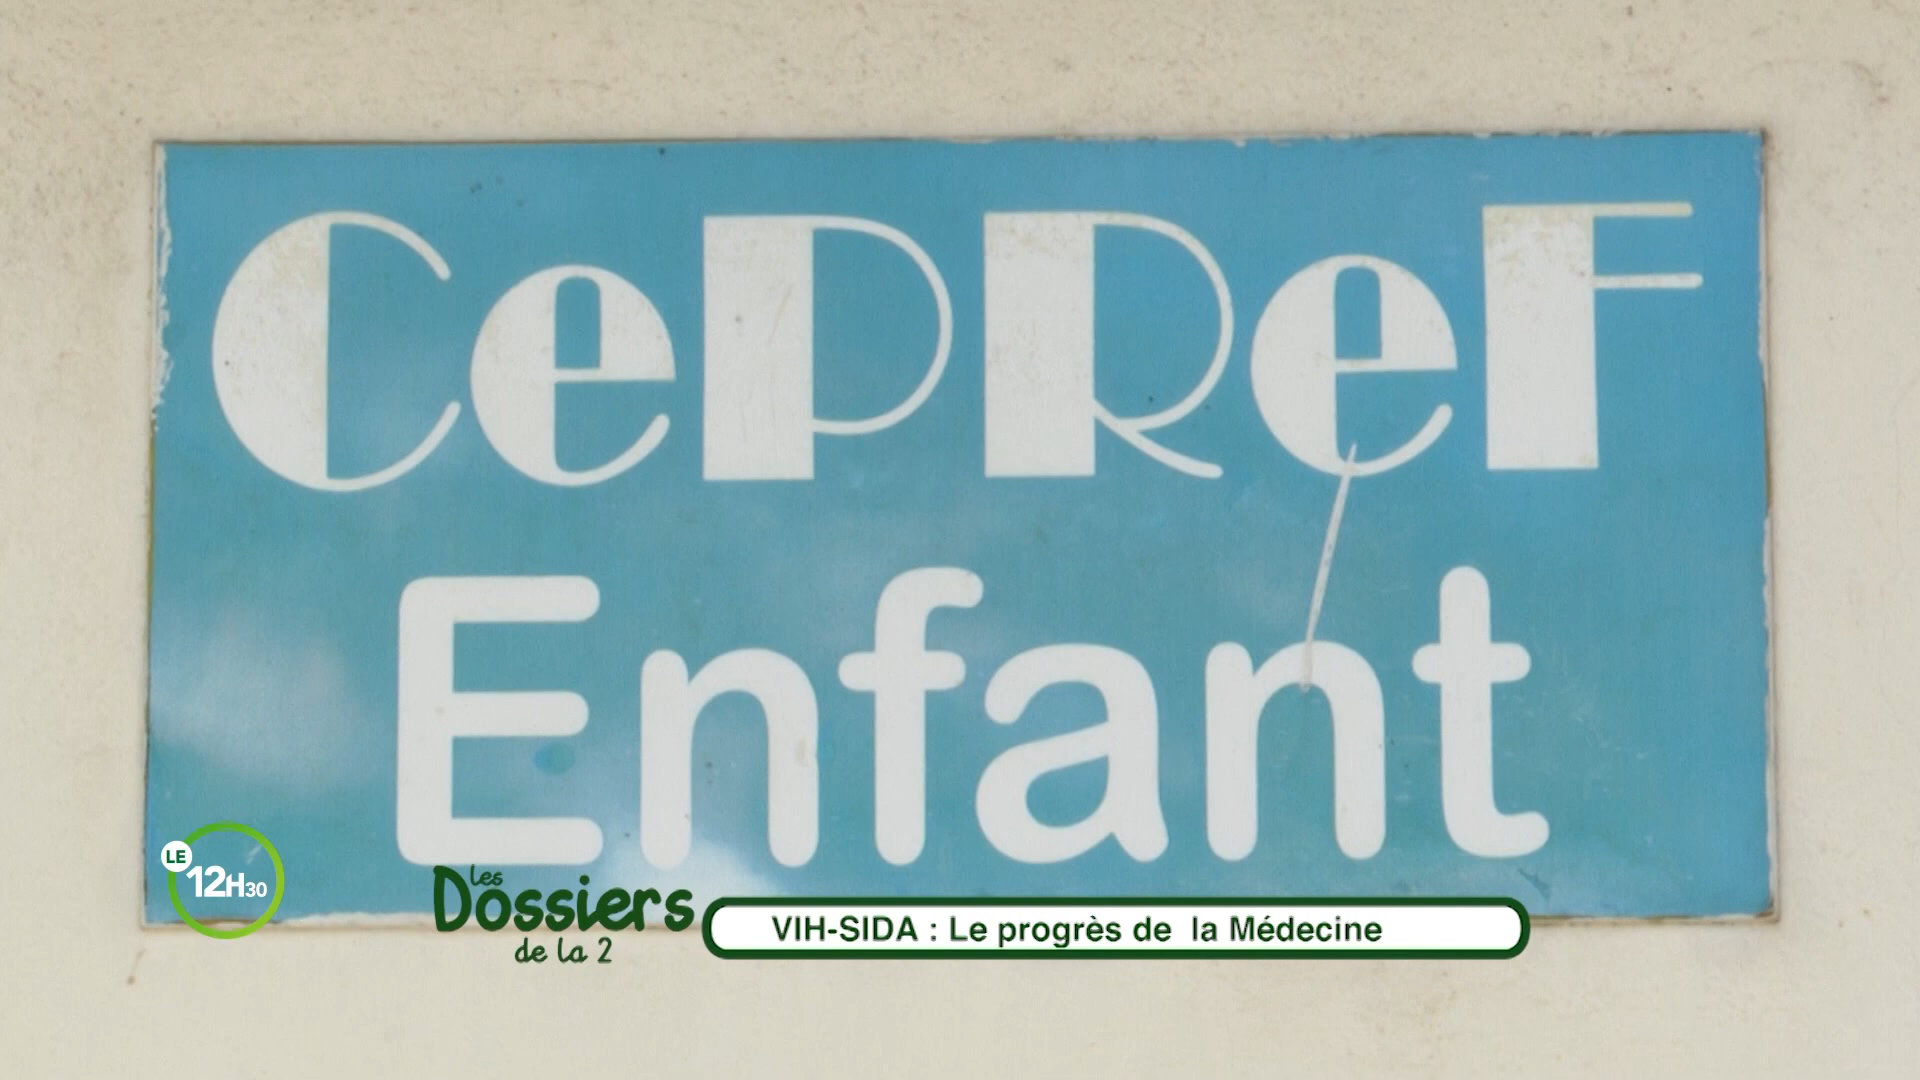 CePReF
Enfant
LE
12H30
les
Dossiers
de la 2
VIH-SIDA : Le progrès de la Médecine